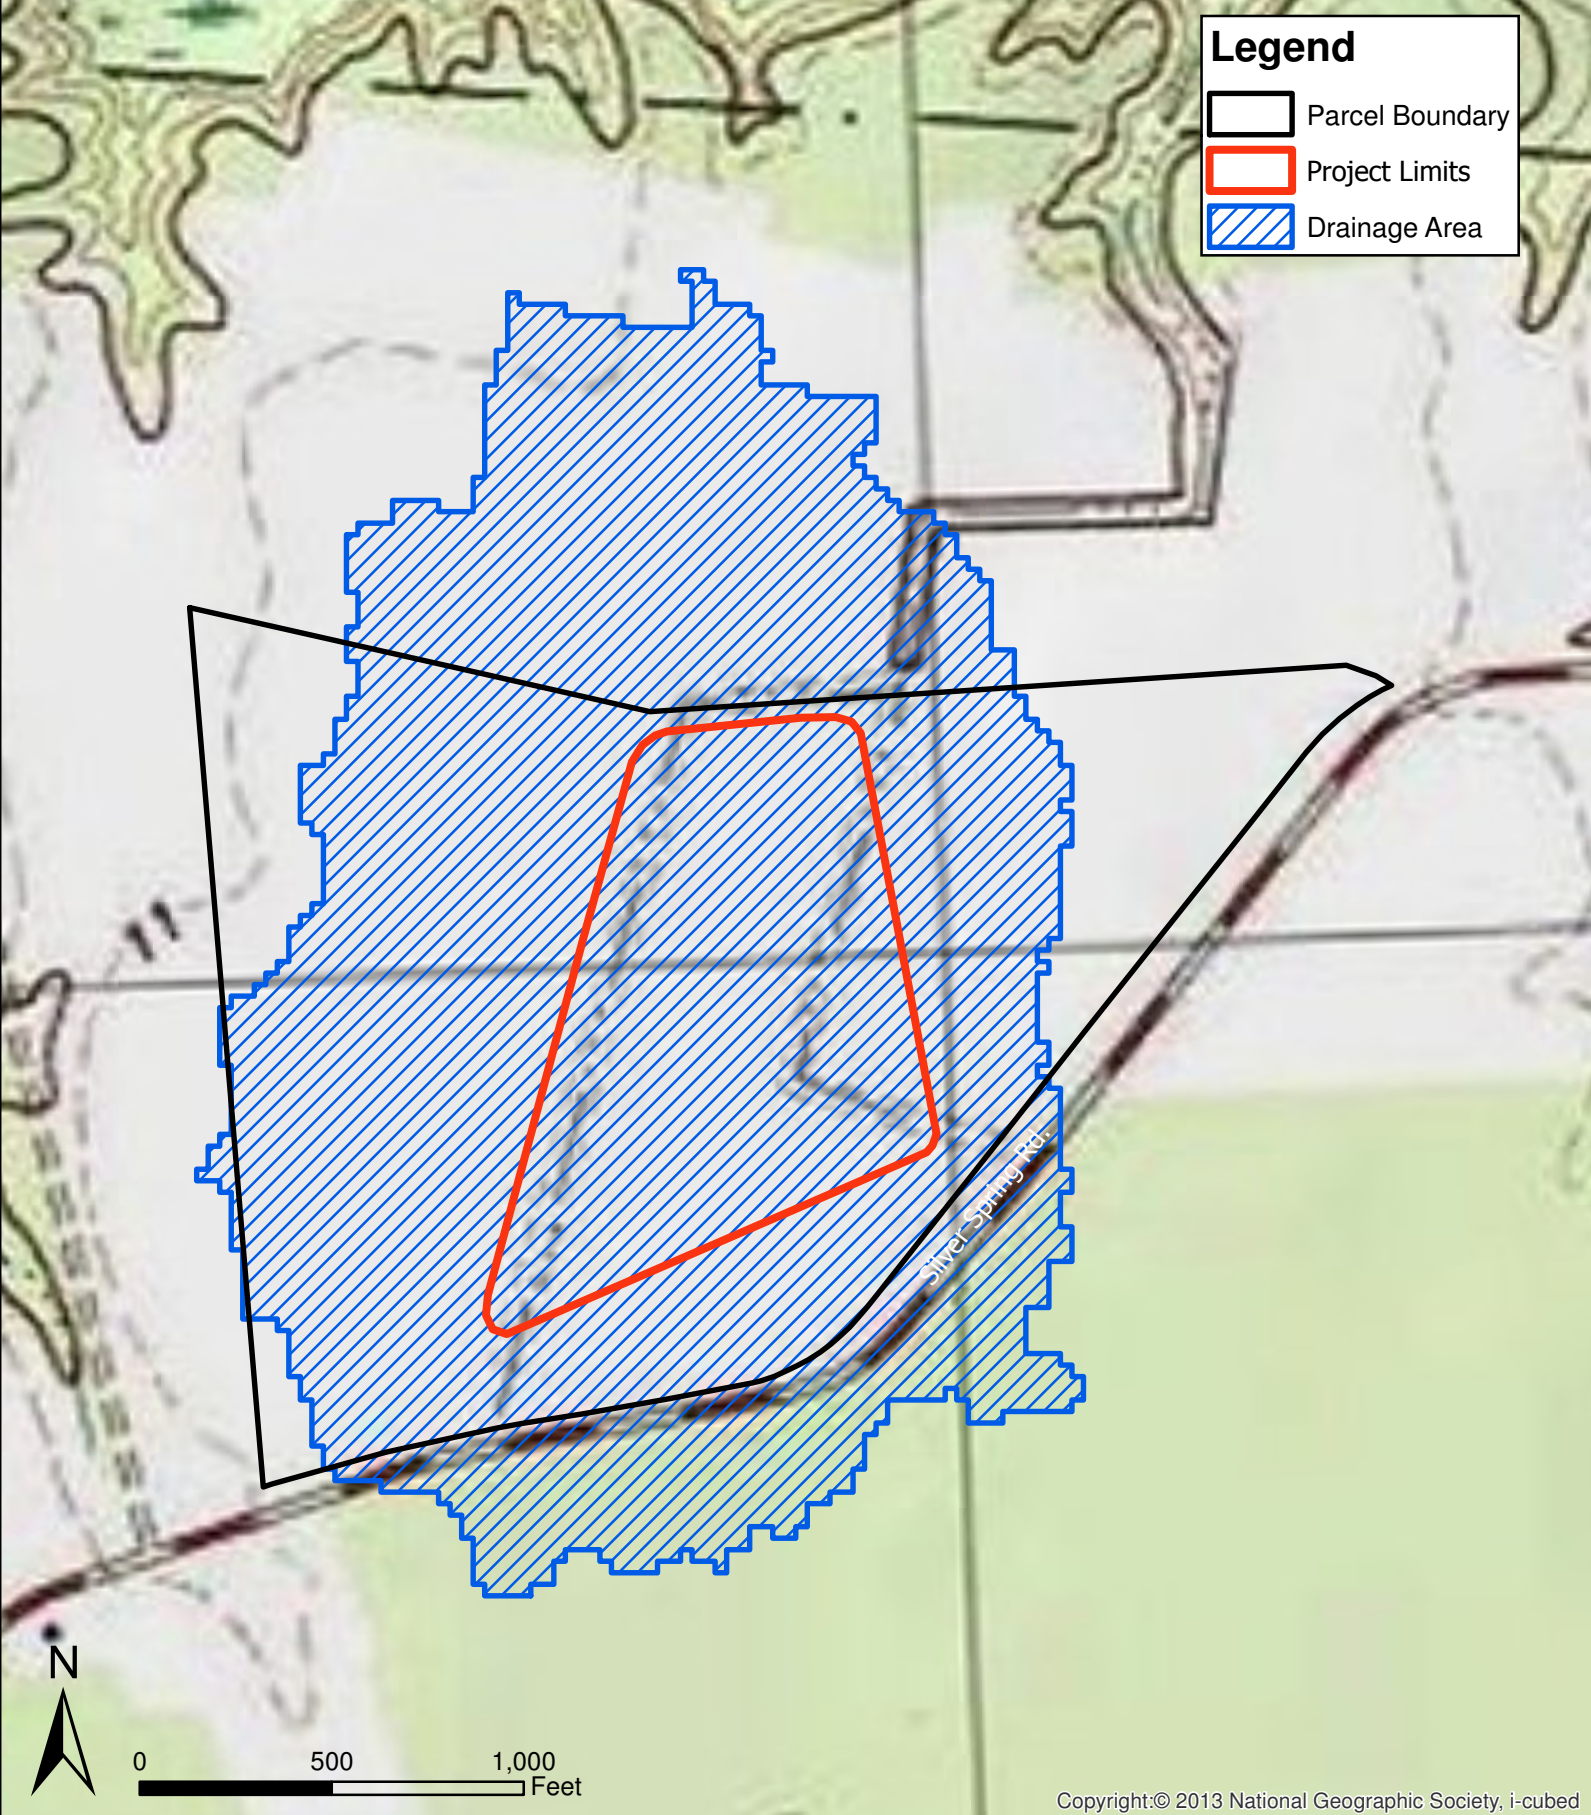 Legend
Parcel Boundary
Project Limits
Drainage Area
11
Silver Spring Rd.
N
0 500 1,000
Feet
Copyright:© 2013 National Geographic Society, i-cubed